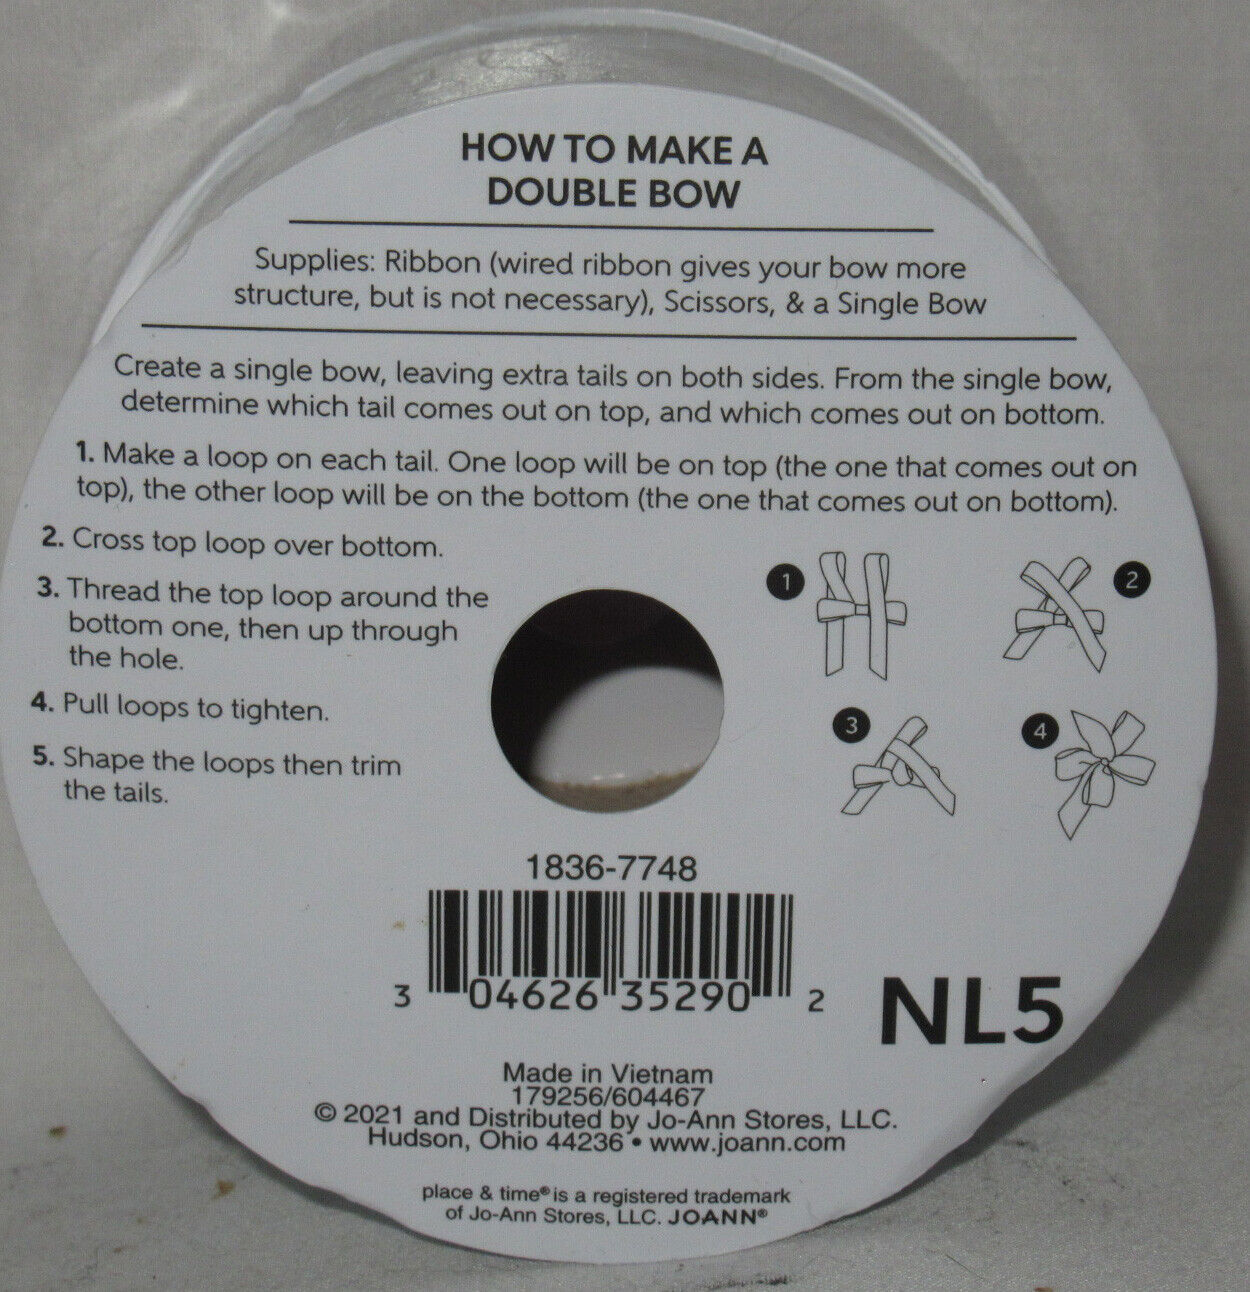 HOW TO MAKE A
DOUBLE BOW
Supplies: Ribbon (wired ribbon gives your bow more
structure, but is not necessary), Scissors, & a Single Bow
Create a single bow, leaving extra tails on both sides. From the single bow,
determine which tail comes out on top, and which comes out on bottom.
1. Make a loop on each tail. One loop will be on top (the one that comes out on
top), the other loop will be on the bottom (the one that comes out on bottom).
2. Cross top loop over bottom.
3. Thread the top loop around the
bottom one, then up through
the hole.
4. Pull loops to tighten.
5. Shape the loops then trim
the tails.
1
2
3
4
1836-7748
3 04626 35290 2
NL5
Made in Vietnam
179256/604467
© 2021 and Distributed by Jo-Ann Stores, LLC.
Hudson, Ohio 44236 • www.joann.com
place & time® is a registered trademark
of Jo-Ann Stores, LLC. JOANN®